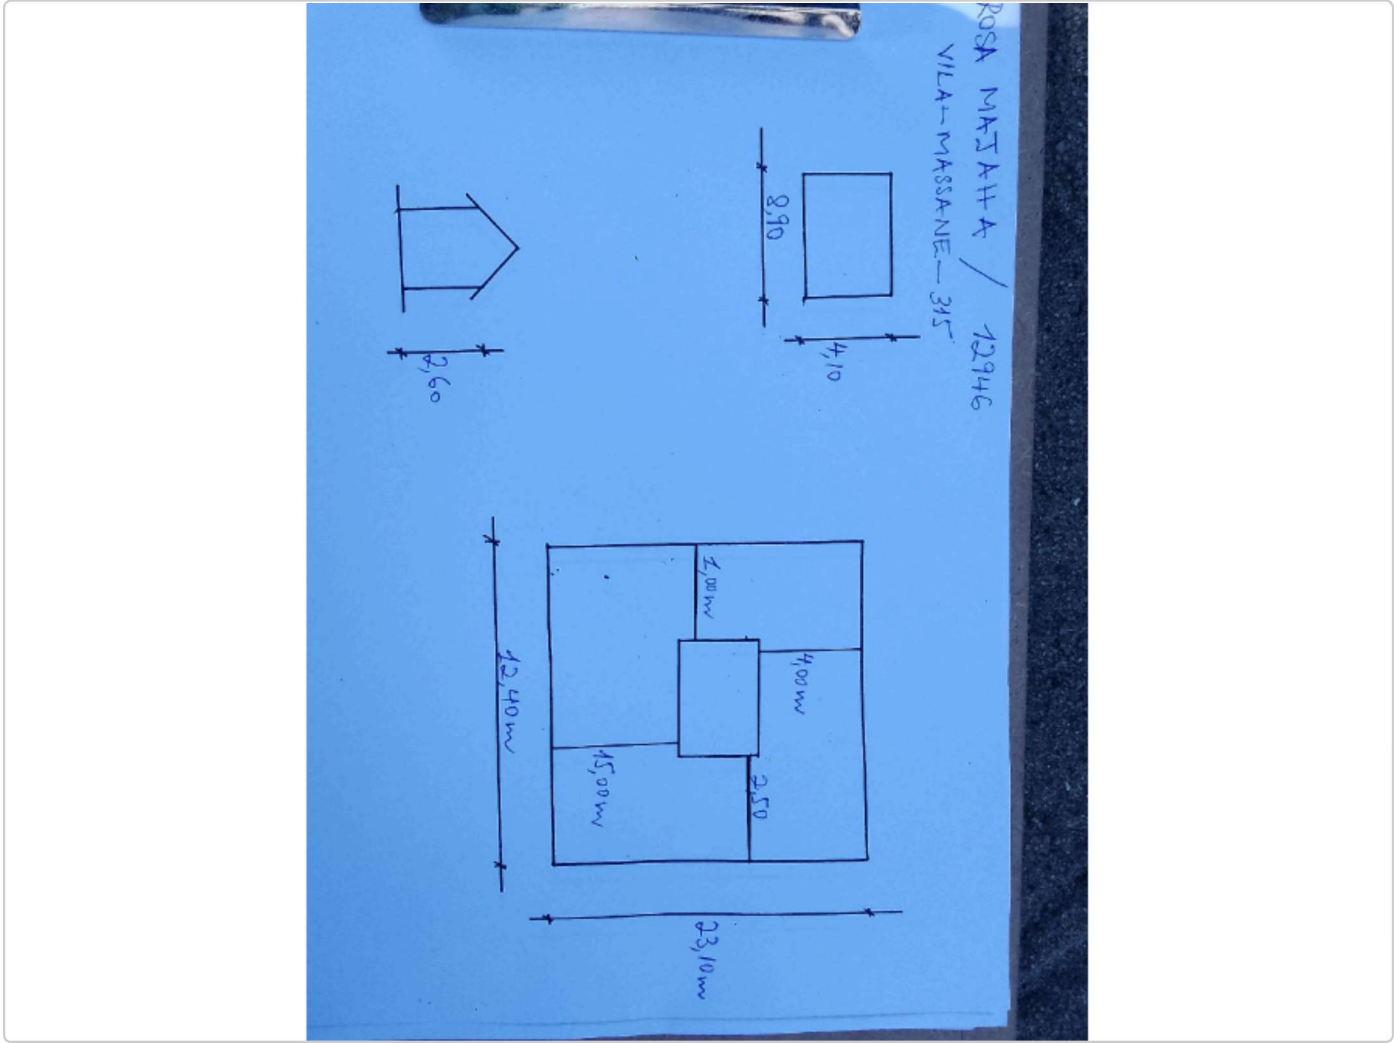 ROSA MAJAHA / 12946
VILA-MASSANE-315
8,90
4,10
2,60
1,00m
4,00m
2,50
15,00m
12,40m
23,10m